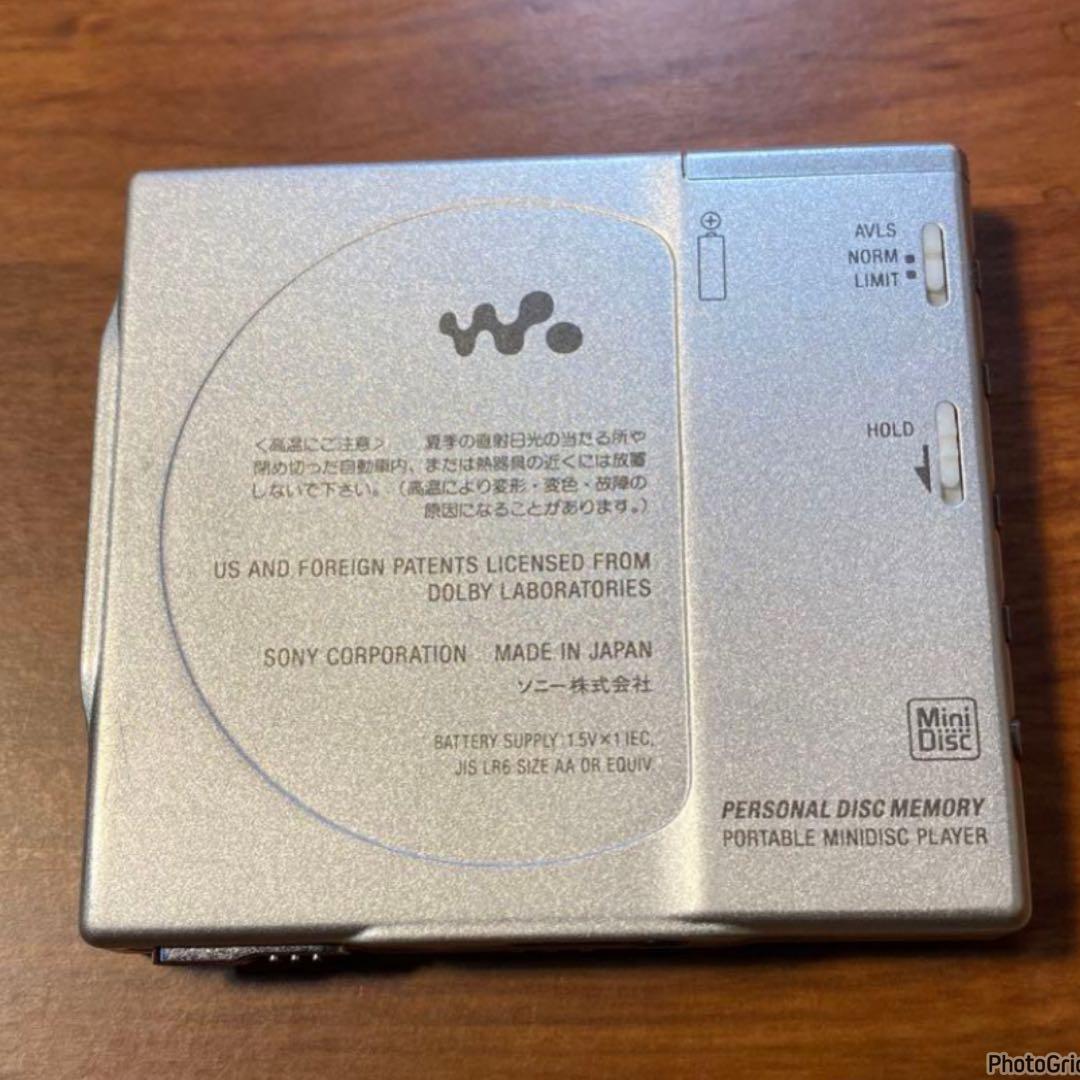 AVLS
NORM
LIMIT
HOLD
<高温にご注意> 夏季の直射日光の当たる所や
閉め切った自動車内、または熱器具の近くには放置
しないで下さい。(高温により変形・変色・故障の
原因になることがあります。)
US AND FOREIGN PATENTS LICENSED FROM
DOLBY LABORATORIES
SONY CORPORATION MADE IN JAPAN
ソニー株式会社
BATTERY SUPPLY:1.5V×1 IEC,
JIS LR6 SIZE AA OR EQUIV.
Mini
Disc
PERSONAL DISC MEMORY
PORTABLE MINIDISC PLAYER
PhotoGrid